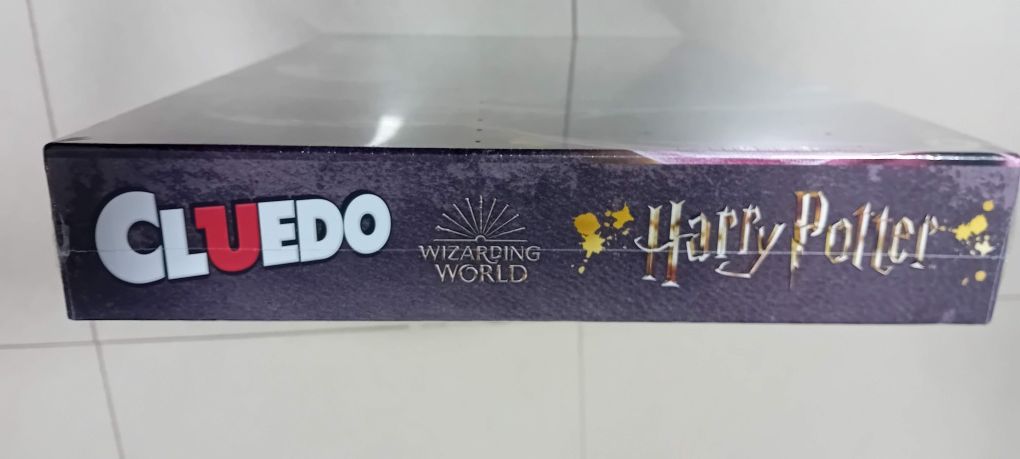 CLUEDO
WIZARDING
WORLD
Harry Potter